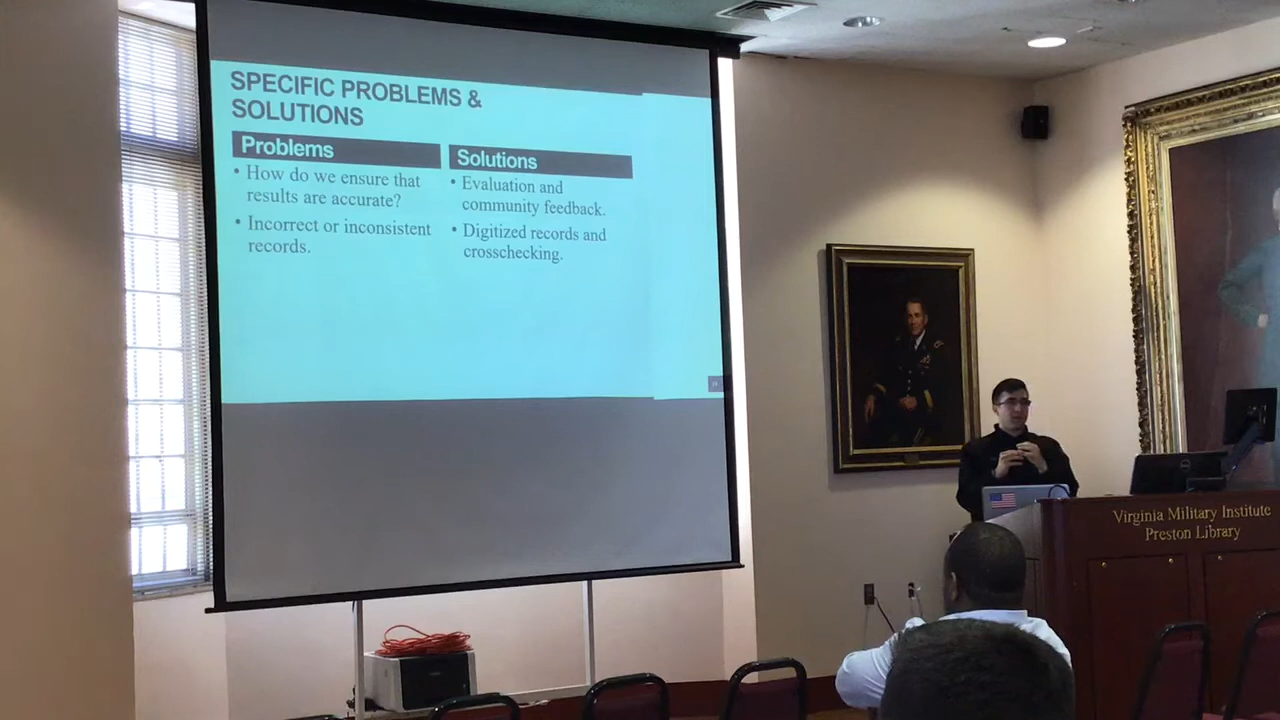 SPECIFIC PROBLEMS &
SOLUTIONS
Problems
• How do we ensure that
results are accurate?
• Incorrect or inconsistent
records.
Solutions
• Evaluation and
community feedback.
• Digitized records and
crosschecking.
Virginia Military Institute
Preston Library